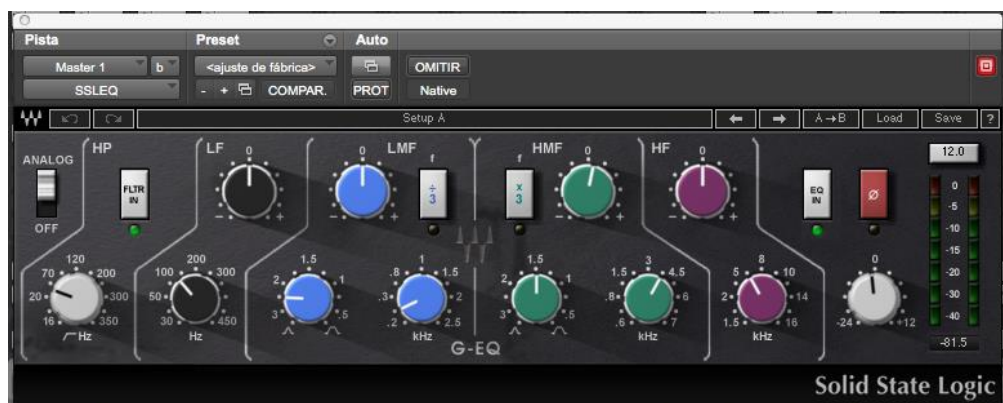 Pista Preset Auto
Master 1 b <ajuste de fábrica> OMITIR
SSLEQ - + COMPAR. PROT Native
Setup A A→B Load Save ?
ANALOG HP LF 0 0 LMF f f HMF 0 HF 0 12.0
FLTR IN ÷ 3 x 3 EQ IN ø
OFF
- + - + - + - +
0
-5
-10
-15
-20
-30
-40
120 200 1.5 1 1.5 3 8 0
70 200 100 300 2 1 .8 1.5 2 1 1.5 4.5 5 10
20 300 50 3 .5 .3 2 3 .5 .8 6 2 14
16 350 30 450 .2 2.5 .6 7 1.5 16 -24 +12
Hz Hz kHz kHz kHz -81.5
G-EQ
Solid State Logic